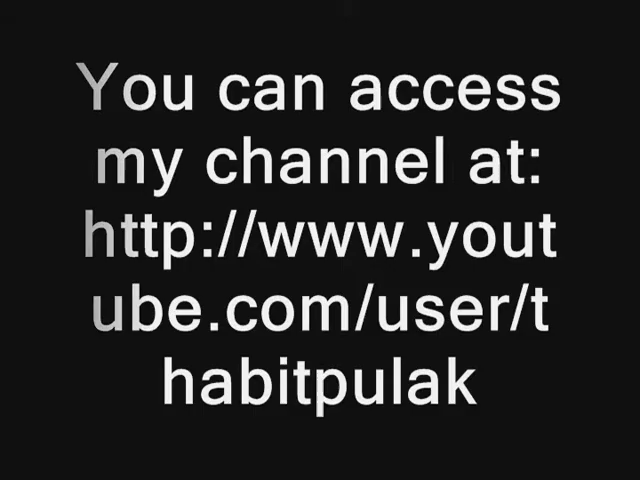 You can access
my channel at:
http://www.yout
ube.com/user/t
habitpulak